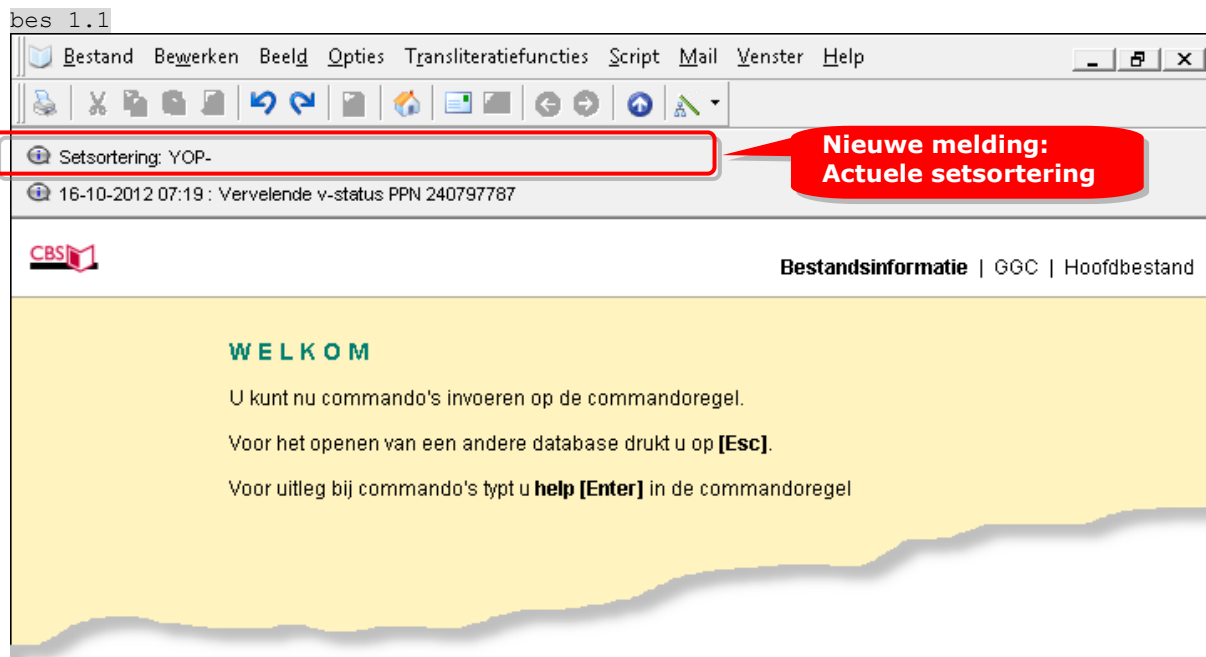 bes 1.1
Bestand Bewerken Beeld Opties Transliteratiefuncties Script Mail Venster Help
Setsortering: YOP-
Nieuwe melding:
Actuele setsortering
16-10-2012 07:19 : Vervelende v-status PPN 240797787
CBS
Bestandsinformatie | GGC | Hoofdbestand
WELKOM
U kunt nu commando's invoeren op de commandoregel.
Voor het openen van een andere database drukt u op [Esc].
Voor uitleg bij commando's typt u help [Enter] in de commandoregel